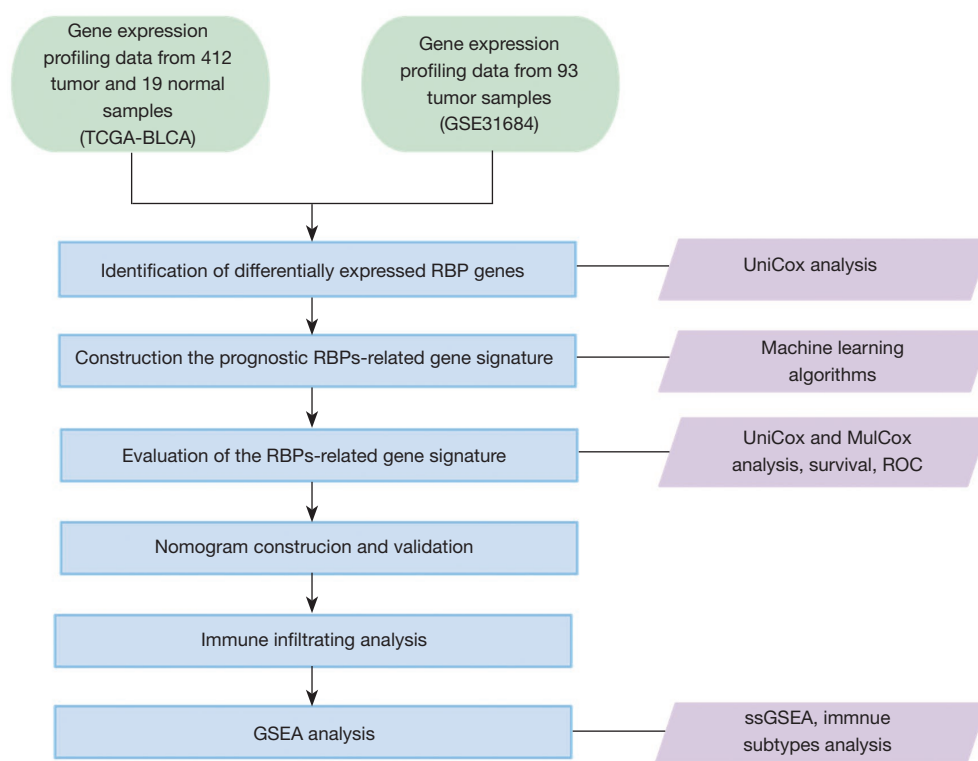 Gene expression
profiling data from 412
tumor and 19 normal
samples
(TCGA-BLCA)
Gene expression
profiling data from 93
tumor samples
(GSE31684)
Identification of differentially expressed RBP genes
UniCox analysis
Construction the prognostic RBPs-related gene signature
Machine learning
algorithms
Evaluation of the RBPs-related gene signature
UniCox and MulCox
analysis, survival, ROC
Nomogram construcion and validation
Immune infiltrating analysis
GSEA analysis
ssGSEA, immnue
subtypes analysis